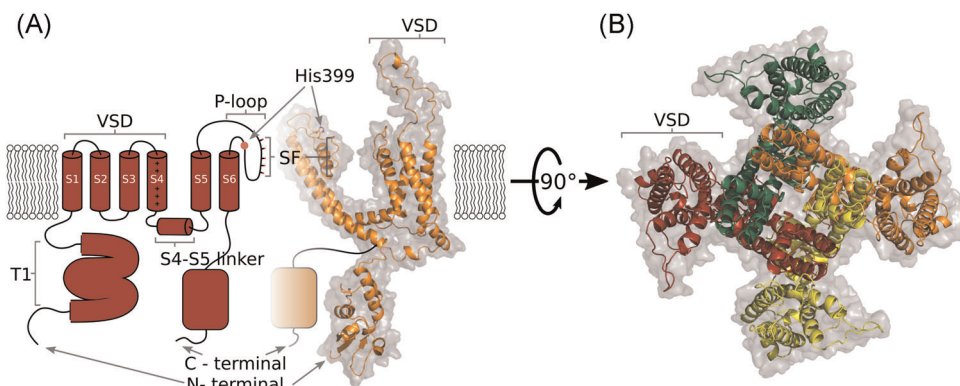 (A)
VSD
(B)
His399
P-loop
VSD
VSD
SF
S1 S2 S3 S4 S5 S6
+
+
+
+
90°
S4-S5 linker
T1
C - terminal
N- terminal